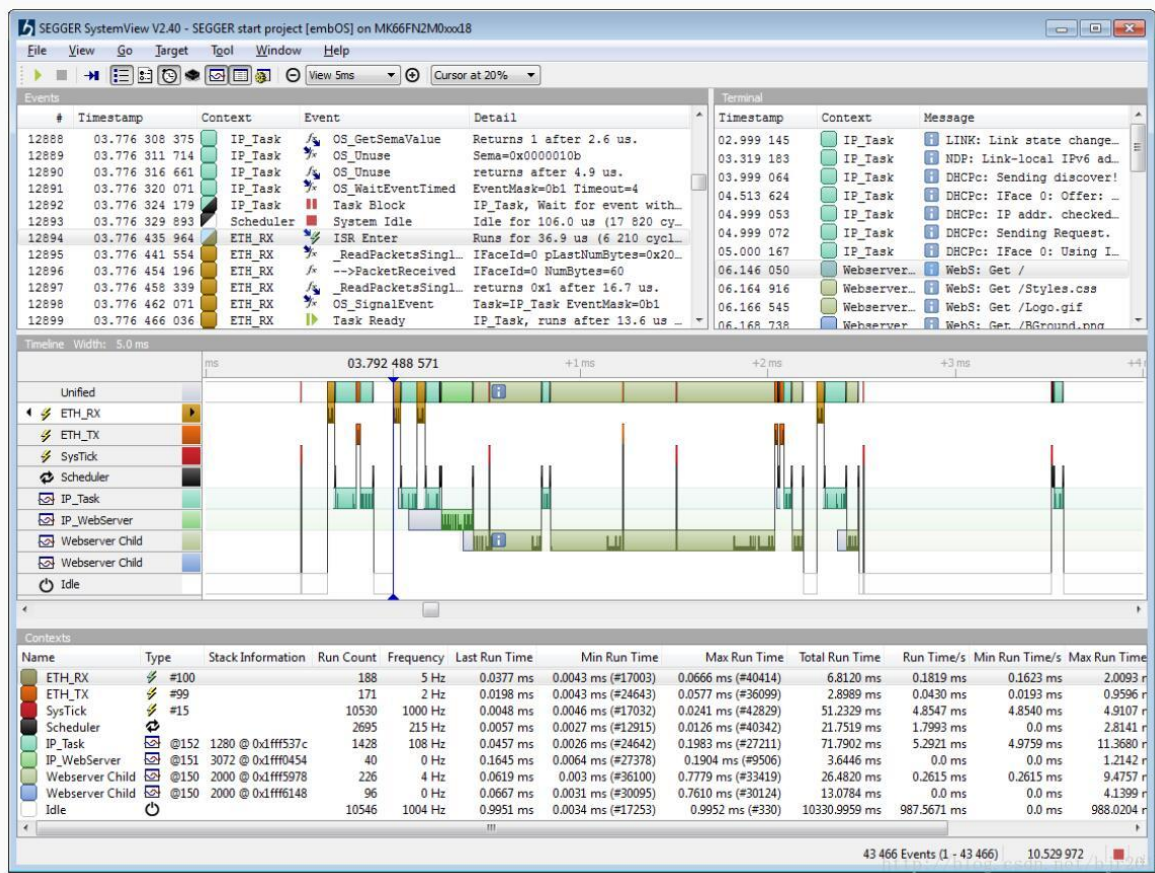 SEGGER SystemView V2.40 - SEGGER start project [embOS] on MK66FN2M0xxx18
File View Go Target Tool Window Help
View 5ms Cursor at 20%
Events
# Timestamp Context Event Detail
12888 03.776 308 375 IP_Task OS_GetSemaValue Returns 1 after 2.6 us.
12889 03.776 311 714 IP_Task OS_Unuse Sema=0x0000010b
12890 03.776 316 661 IP_Task OS_Unuse returns after 4.9 us.
12891 03.776 320 071 IP_Task OS_WaitEventTimed EventMask=0b1 Timeout=4
12892 03.776 324 179 IP_Task Task Block IP_Task, Wait for event with…
12893 03.776 329 893 Scheduler System Idle Idle for 106.0 us (17 820 cy…
12894 03.776 435 964 ETH_RX ISR Enter Runs for 36.9 us (6 210 cycl…
12895 03.776 441 554 ETH_RX _ReadPacketsSingl… IFaceId=0 pLastNumBytes=0x20…
12896 03.776 454 196 ETH_RX -->PacketReceived IFaceId=0 NumBytes=60
12897 03.776 458 339 ETH_RX _ReadPacketsSingl… returns 0x1 after 16.7 us.
12898 03.776 462 071 ETH_RX OS_SignalEvent Task=IP_Task EventMask=0b1
12899 03.776 466 036 ETH_RX Task Ready IP_Task, runs after 13.6 us …
Terminal
Timestamp Context Message
02.999 145 IP_Task LINK: Link state change…
03.319 183 IP_Task NDP: Link-local IPv6 ad…
03.999 064 IP_Task DHCPc: Sending discover!
04.513 624 IP_Task DHCPc: IFace 0: Offer: …
04.999 053 IP_Task DHCPc: IP addr. checked…
04.999 072 IP_Task DHCPc: Sending Request.
05.000 167 IP_Task DHCPc: IFace 0: Using I…
06.146 050 Webserver… WebS: Get /
06.164 916 Webserver… WebS: Get /Styles.css
06.166 545 Webserver… WebS: Get /Logo.gif
06.168 738 Webserver… WebS: Get /BGround.png
Timeline Width: 5.0 ms
ms 03.792 488 571 +1 ms +2 ms +3 ms +4
Unified
ETH_RX
ETH_TX
SysTick
Scheduler
IP_Task
IP_WebServer
Webserver Child
Webserver Child
Idle
Contexts
Name Type Stack Information Run Count Frequency Last Run Time Min Run Time Max Run Time Total Run Time Run Time/s Min Run Time/s Max Run Time
ETH_RX #100 188 5 Hz 0.0377 ms 0.0043 ms (#17003) 0.0666 ms (#40414) 6.8120 ms 0.1819 ms 0.1623 ms 2.0093
ETH_TX #99 171 2 Hz 0.0198 ms 0.0043 ms (#24643) 0.0577 ms (#36099) 2.8989 ms 0.0430 ms 0.0193 ms 0.9596
SysTick #15 10530 1000 Hz 0.0048 ms 0.0046 ms (#17032) 0.0241 ms (#42829) 51.2329 ms 4.8547 ms 4.8540 ms 4.9107
Scheduler 2695 215 Hz 0.0057 ms 0.0027 ms (#12915) 0.0126 ms (#40342) 21.7519 ms 1.7993 ms 0.0 ms 2.8141
IP_Task @152 1280 @ 0x1fff537c 1428 108 Hz 0.0457 ms 0.0026 ms (#24642) 0.1983 ms (#27211) 71.7902 ms 5.2921 ms 4.9759 ms 11.3680
IP_WebServer @151 3072 @ 0x1fff0454 40 0 Hz 0.1645 ms 0.0064 ms (#27378) 0.1904 ms (#9506) 3.6446 ms 0.0 ms 0.0 ms 1.2142
Webserver Child @150 2000 @ 0x1fff5978 226 4 Hz 0.0619 ms 0.003 ms (#36100) 0.7779 ms (#33419) 26.4820 ms 0.2615 ms 0.2615 ms 9.4757
Webserver Child @150 2000 @ 0x1fff6148 96 0 Hz 0.0667 ms 0.0031 ms (#30095) 0.7610 ms (#30124) 13.0784 ms 0.0 ms 0.0 ms 4.1399
Idle 10546 1004 Hz 0.9951 ms 0.0034 ms (#17253) 0.9952 ms (#330) 10330.9959 ms 987.5671 ms 0.0 ms 988.0204
43 466 Events (1 - 43 466) 10.529 972